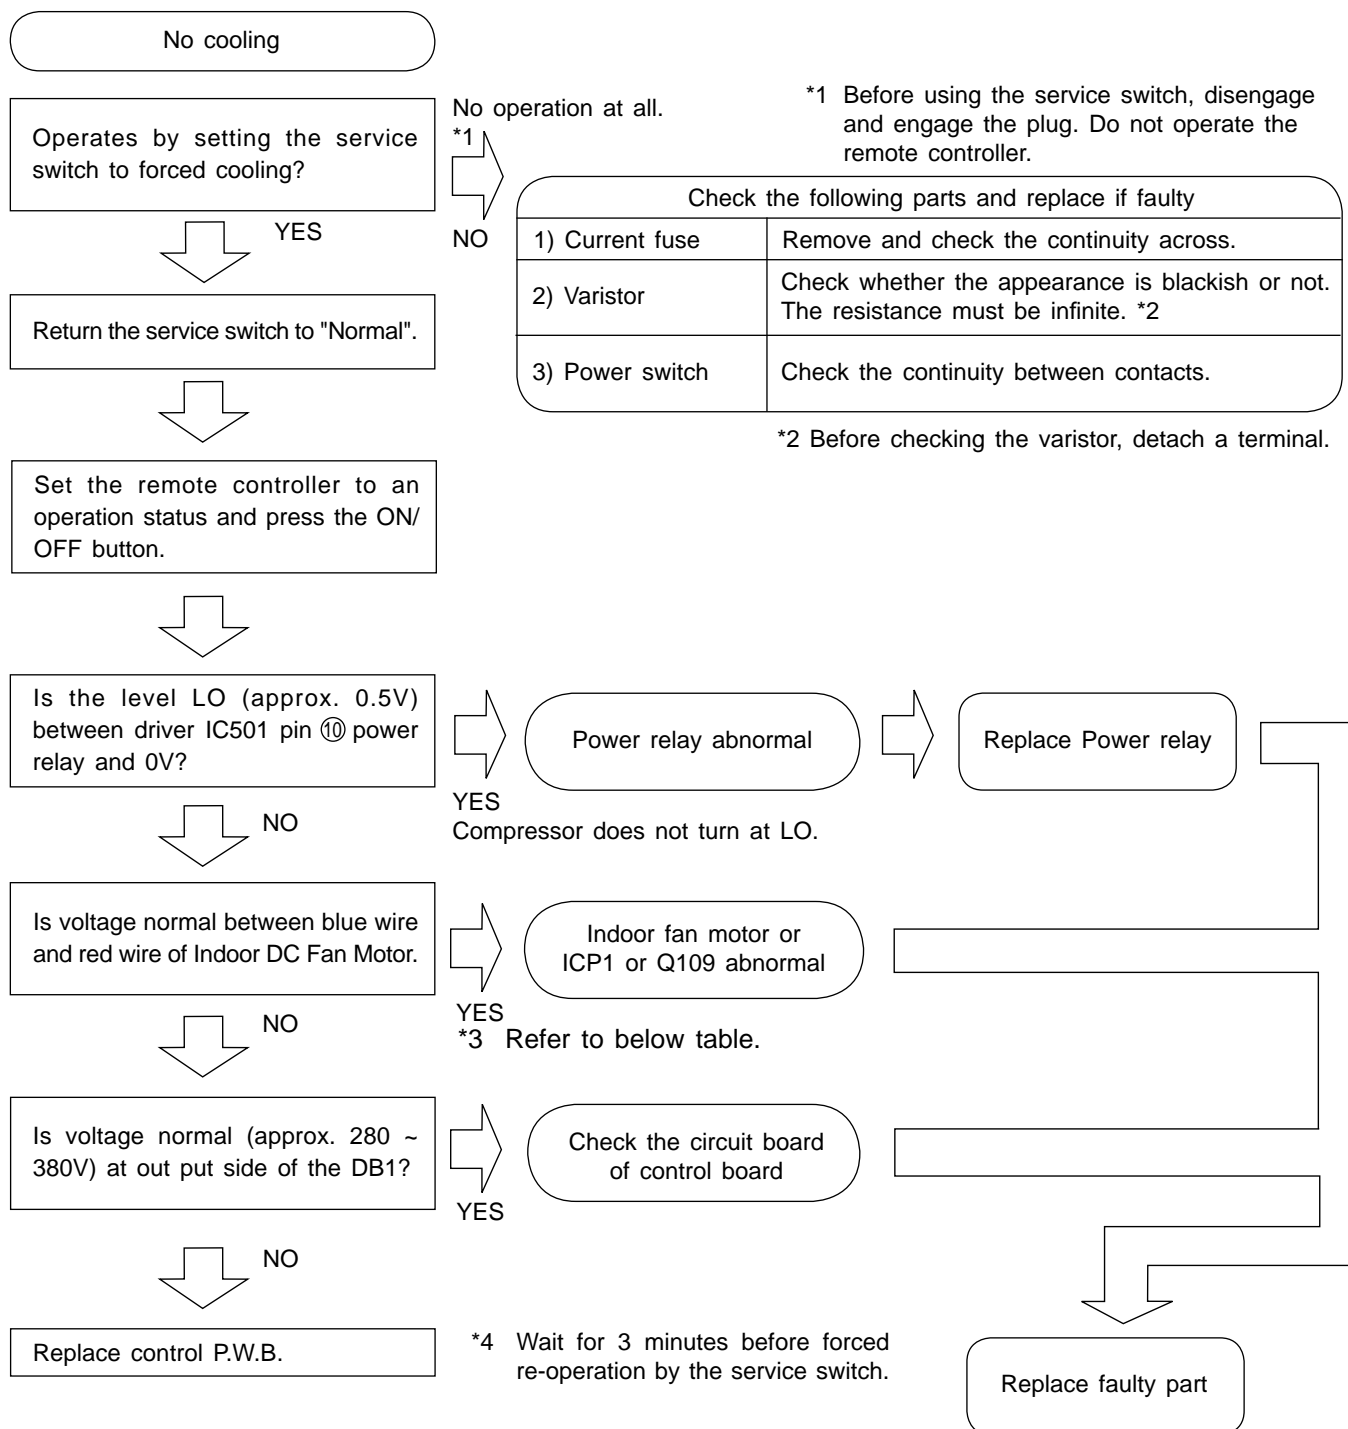 No cooling
Operates by setting the service
switch to forced cooling?
No operation at all.
*1
NO
YES
*1 Before using the service switch, disengage
and engage the plug. Do not operate the
remote controller.
Check the following parts and replace if faulty
1) Current fuse
Remove and check the continuity across.
2) Varistor
Check whether the appearance is blackish or not.
The resistance must be infinite. *2
3) Power switch
Check the continuity between contacts.
*2 Before checking the varistor, detach a terminal.
Return the service switch to "Normal".
Set the remote controller to an
operation status and press the ON/
OFF button.
Is the level LO (approx. 0.5V)
between driver IC501 pin ⑩ power
relay and 0V?
YES
Compressor does not turn at LO.
Power relay abnormal
Replace Power relay
NO
Is voltage normal between blue wire
and red wire of Indoor DC Fan Motor.
YES
*3 Refer to below table.
Indoor fan motor or
ICP1 or Q109 abnormal
NO
Is voltage normal (approx. 280 ~
380V) at out put side of the DB1?
YES
Check the circuit board
of control board
NO
Replace control P.W.B.
*4 Wait for 3 minutes before forced
re-operation by the service switch.
Replace faulty part